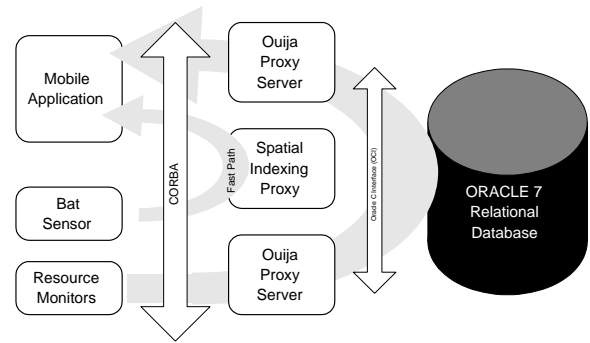 Mobile
Application
Bat
Sensor
Resource
Monitors
CORBA
Ouija
Proxy
Server
Fast Path
Spatial
Indexing
Proxy
Ouija
Proxy
Server
Oracle C Interface (OCI)
ORACLE 7
Relational
Database